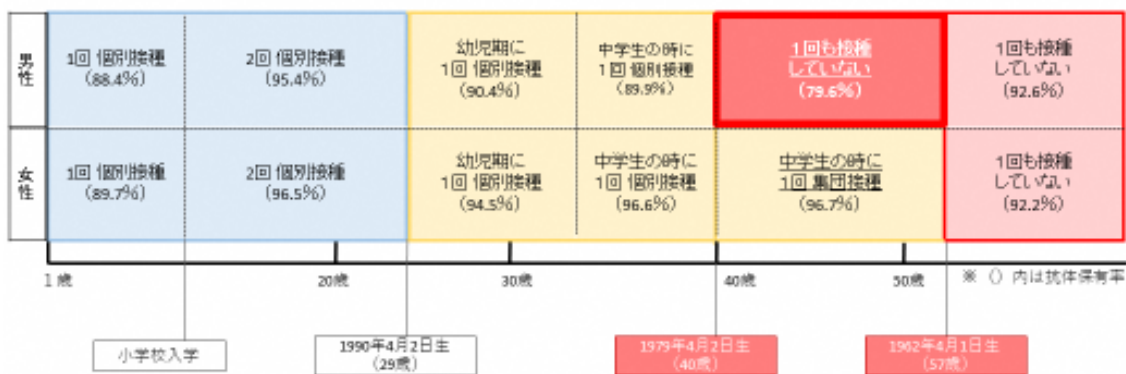 男性
1回 個別接種
(88.4%)
2回 個別接種
(95.4%)
幼児期に
1回 個別接種
(90.4%)
中学生の時に
1回 個別接種
(89.9%)
1回も接種
していない
(79.6%)
1回も接種
していない
(92.6%)
女性
1回 個別接種
(89.7%)
2回 個別接種
(96.5%)
幼児期に
1回 個別接種
(94.5%)
中学生の時に
1回 個別接種
(96.6%)
中学生の時に
1回 集団接種
(96.7%)
1回も接種
していない
(92.2%)
1歳
20歳
30歳
40歳
50歳
※ () 内は抗体保有率
小学校入学
1990年4月2日生
(29歳)
1979年4月2日生
(40歳)
1962年4月1日生
(57歳)